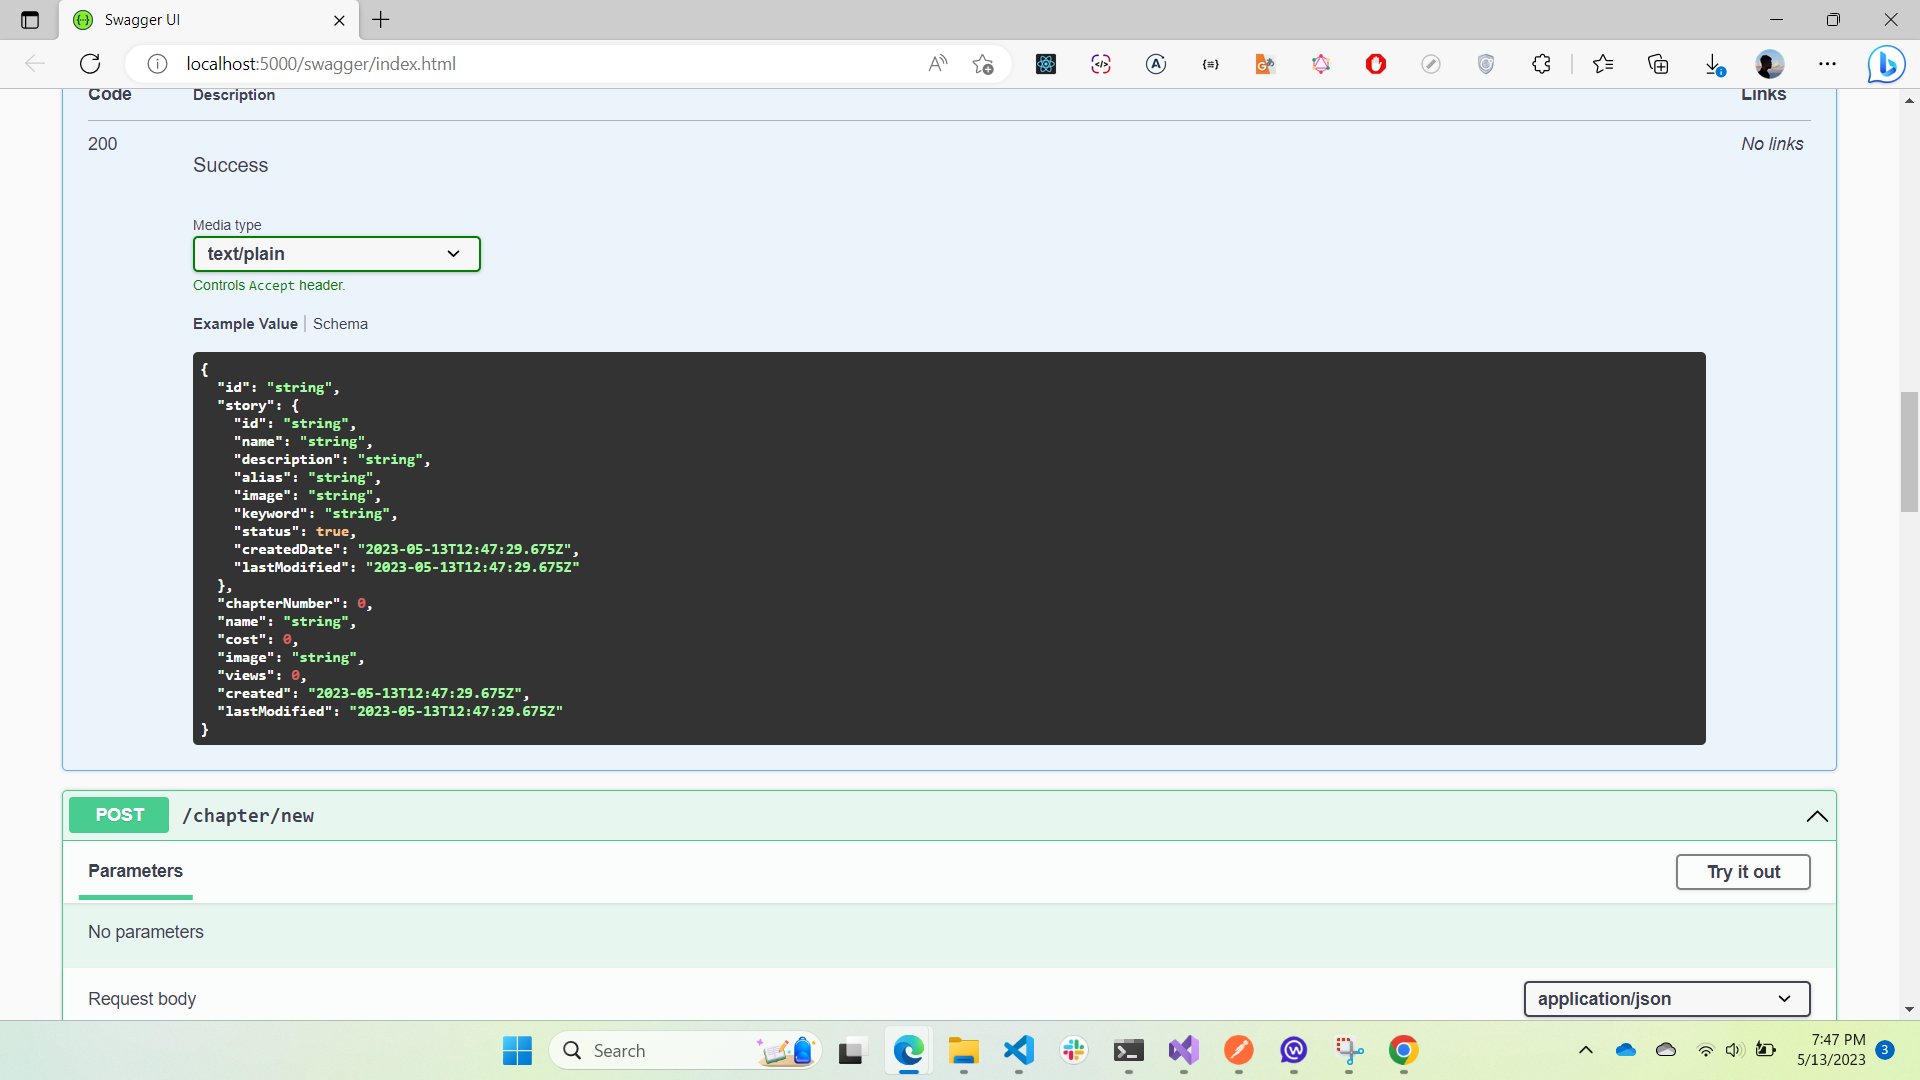 Swagger UI
localhost:5000/swagger/index.html
Code Description Links
200 No links
Success
Media type
text/plain
Controls Accept header.
Example Value Schema
{
"id": "string",
"story": {
"id": "string",
"name": "string",
"description": "string",
"alias": "string",
"image": "string",
"keyword": "string",
"status": true,
"createdDate": "2023-05-13T12:47:29.675Z",
"lastModified": "2023-05-13T12:47:29.675Z"
},
"chapterNumber": 0,
"name": "string",
"cost": 0,
"image": "string",
"views": 0,
"created": "2023-05-13T12:47:29.675Z",
"lastModified": "2023-05-13T12:47:29.675Z"
}
POST /chapter/new
Parameters Try it out
No parameters
Request body application/json
Search
7:47 PM
5/13/2023
3